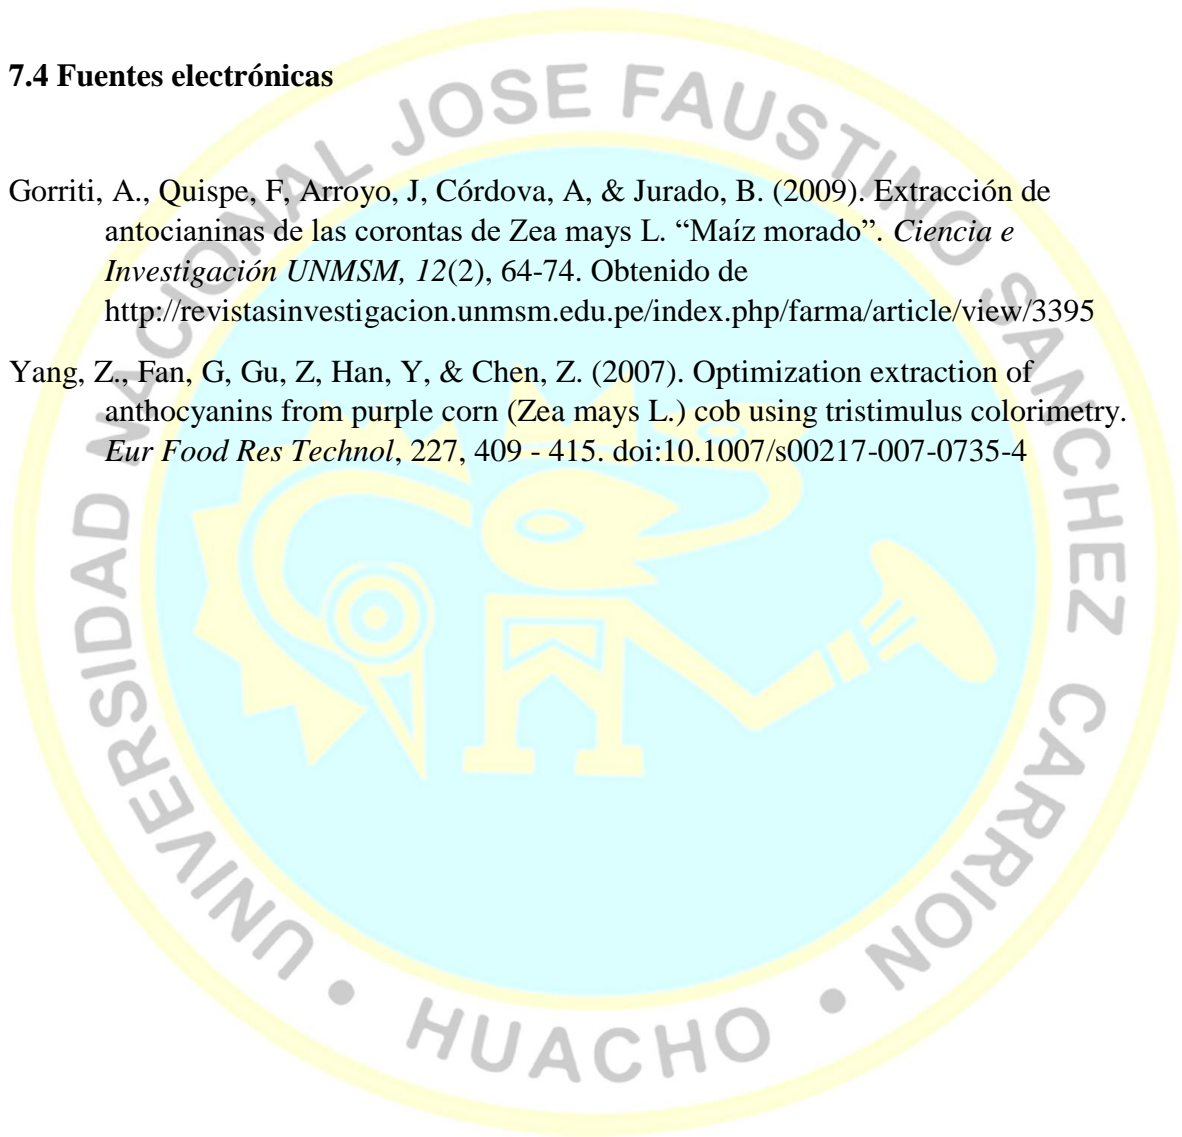 7.4 Fuentes electrónicas
Gorriti, A., Quispe, F, Arroyo, J, Córdova, A, & Jurado, B. (2009). Extracción de
antocianinas de las corontas de Zea mays L. “Maíz morado”. Ciencia e
Investigación UNMSM, 12(2), 64-74. Obtenido de
http://revistasinvestigacion.unmsm.edu.pe/index.php/farma/article/view/3395
Yang, Z., Fan, G, Gu, Z, Han, Y, & Chen, Z. (2007). Optimization extraction of
anthocyanins from purple corn (Zea mays L.) cob using tristimulus colorimetry.
Eur Food Res Technol, 227, 409 - 415. doi:10.1007/s00217-007-0735-4
UNIVERSIDAD NACIONAL JOSE FAUSTINO SANCHEZ CARRION • HUACHO •